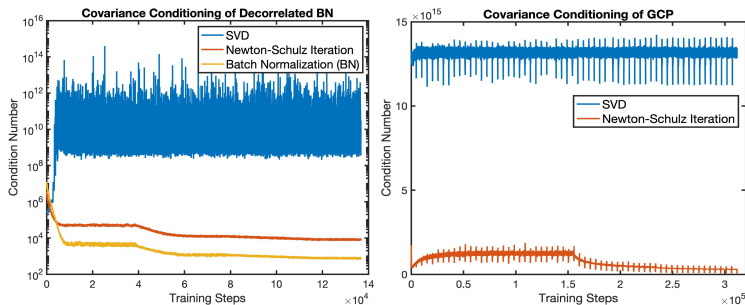 Covariance Conditioning of Decorrelated BN
10^16
10^14
10^12
10^10
10^8
10^6
10^4
10^2
Condition Number
SVD
Newton-Schulz Iteration
Batch Normalization (BN)
0 2 4 6 8 10 12 14
Training Steps
×10^4
Covariance Conditioning of GCP
15 ×10^15
10
5
0
Condition Number
SVD
Newton-Schulz Iteration
0 0.5 1 1.5 2 2.5 3
Training Steps
×10^5